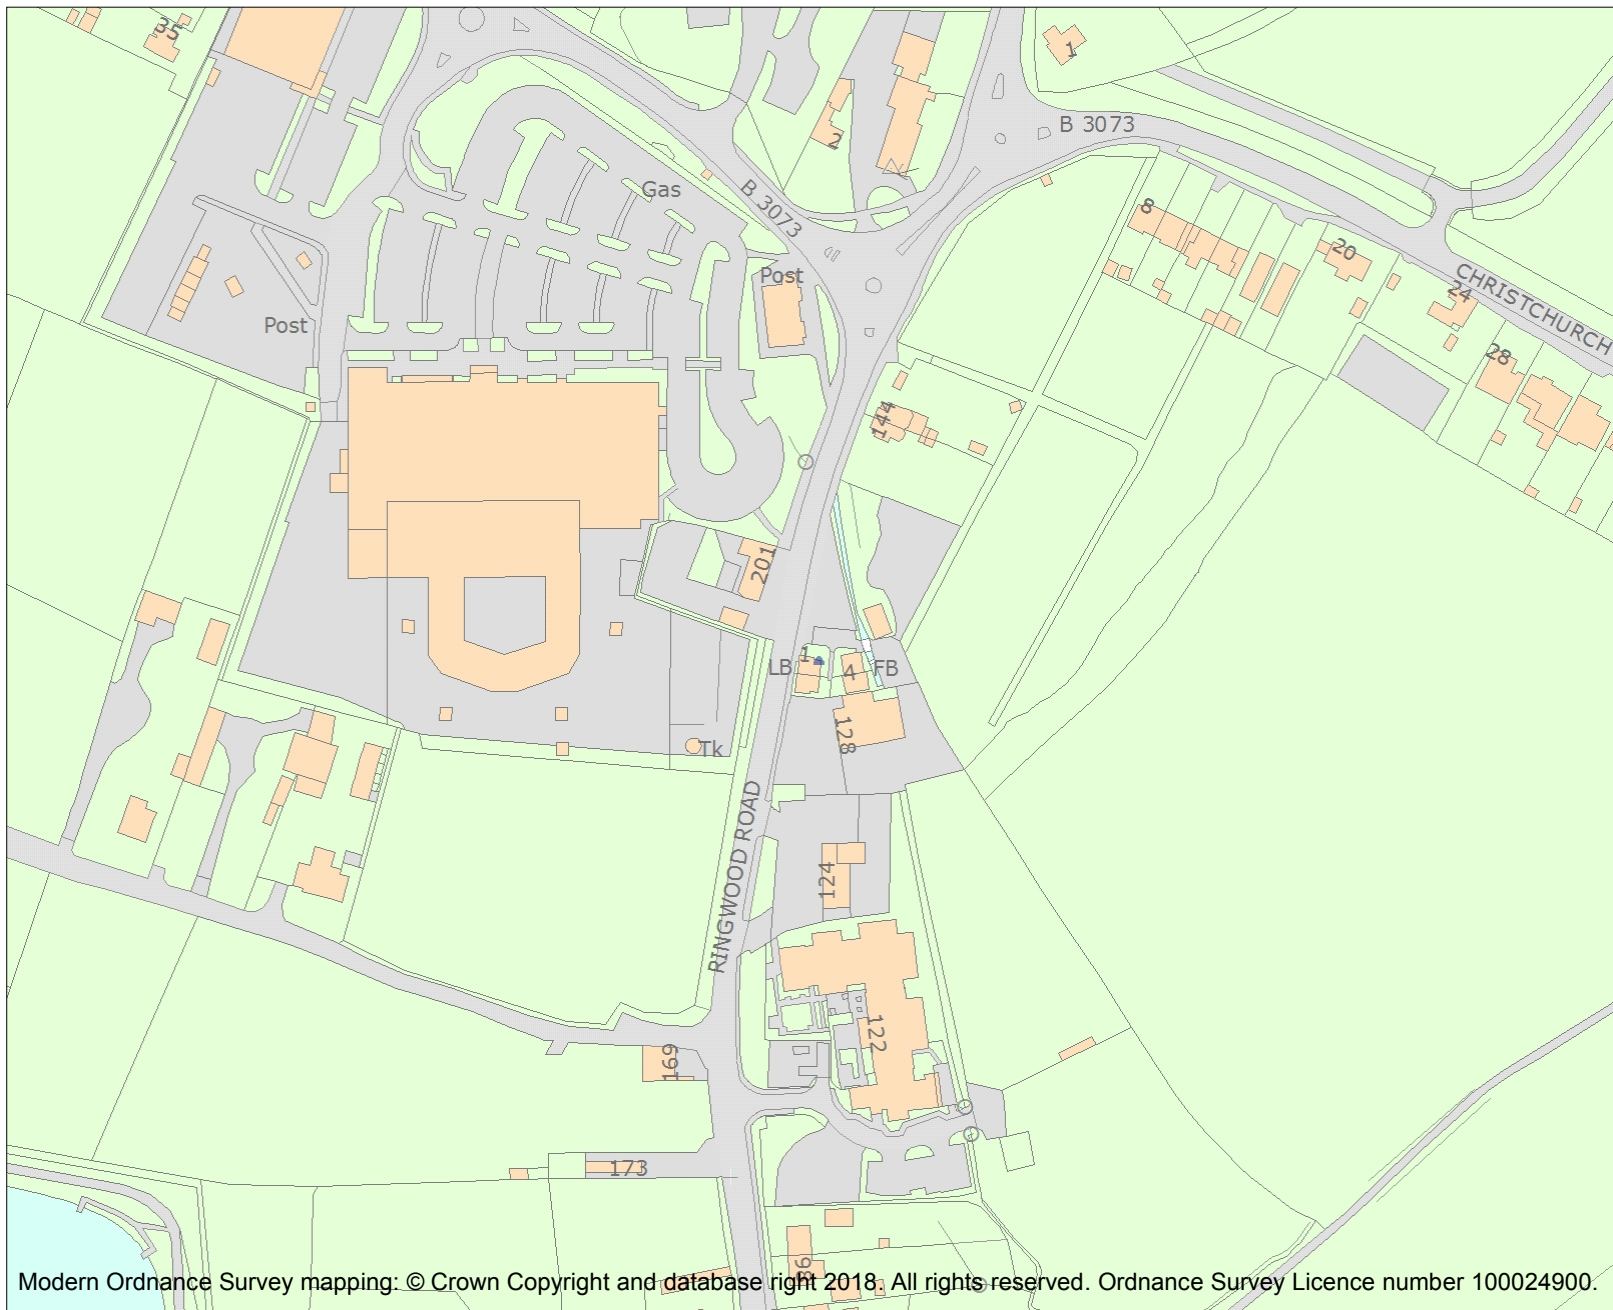 35
1
B 3073
2
Gas
B 3073
8
20
Post
CHRISTCHURCH
24
Post
28
144
201
LB
1
4
FB
128
Tk
RINGWOOD ROAD
124
122
169
173
86
Modern Ordnance Survey mapping: © Crown Copyright and database right 2018. All rights reserved. Ordnance Survey Licence number 100024900.